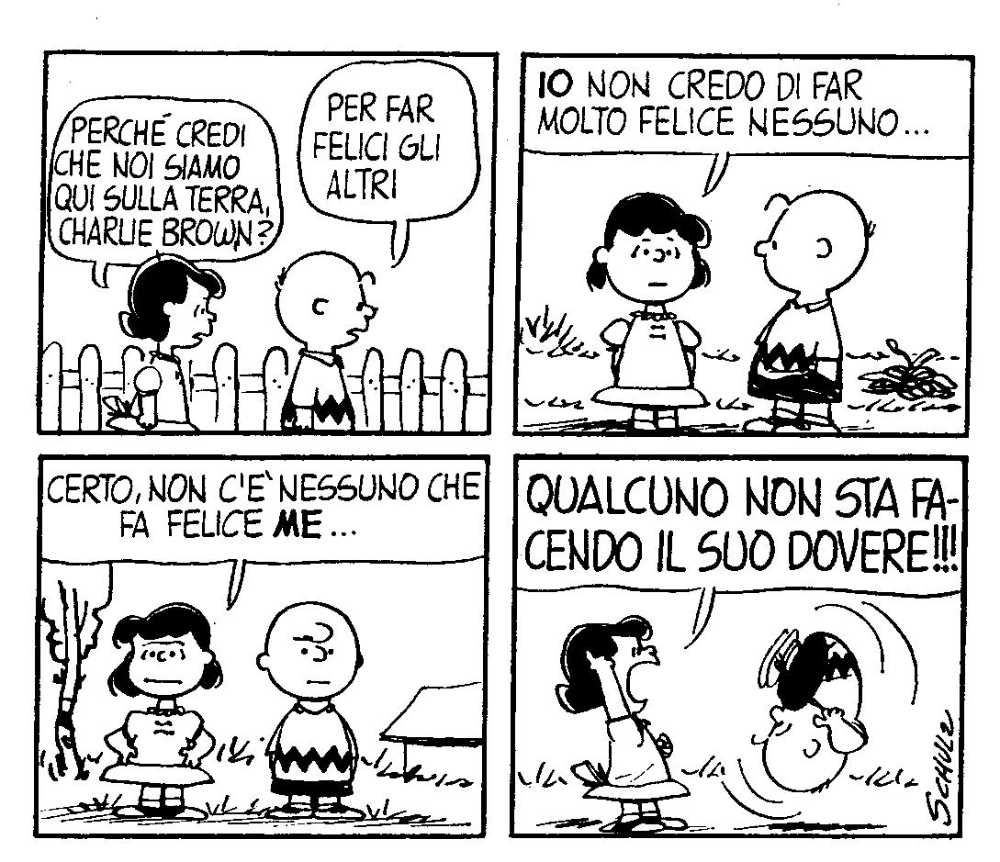 PERCHÉ CREDI
CHE NOI SIAMO
QUI SULLA TERRA,
CHARLIE BROWN?
PER FAR
FELICI GLI
ALTRI
IO NON CREDO DI FAR
MOLTO FELICE NESSUNO...
CERTO, NON C'E' NESSUNO CHE
FA FELICE ME...
QUALCUNO NON STA FA-
CENDO IL SUO DOVERE!!!
SCHULZ